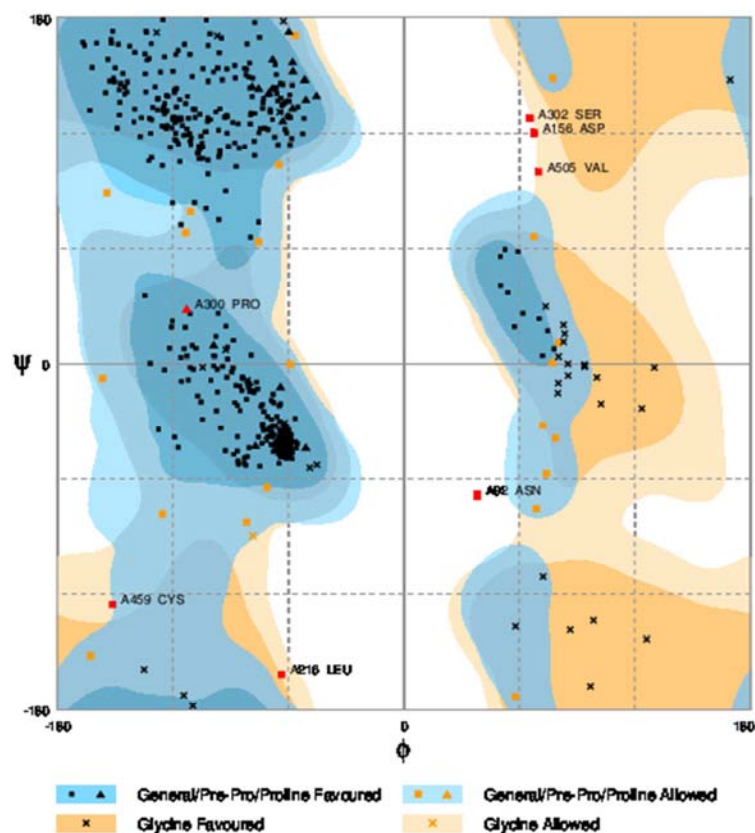 180
A302 SER
A156 ASP
A505 VAL
A300 PRO
Ψ
0
ASN
A459 CYS
A216 LEU
-180
-180
0
180
Φ
General/Pre-Pro/Proline Favoured
General/Pre-Pro/Proline Allowed
Glycine Favoured
Glycine Allowed